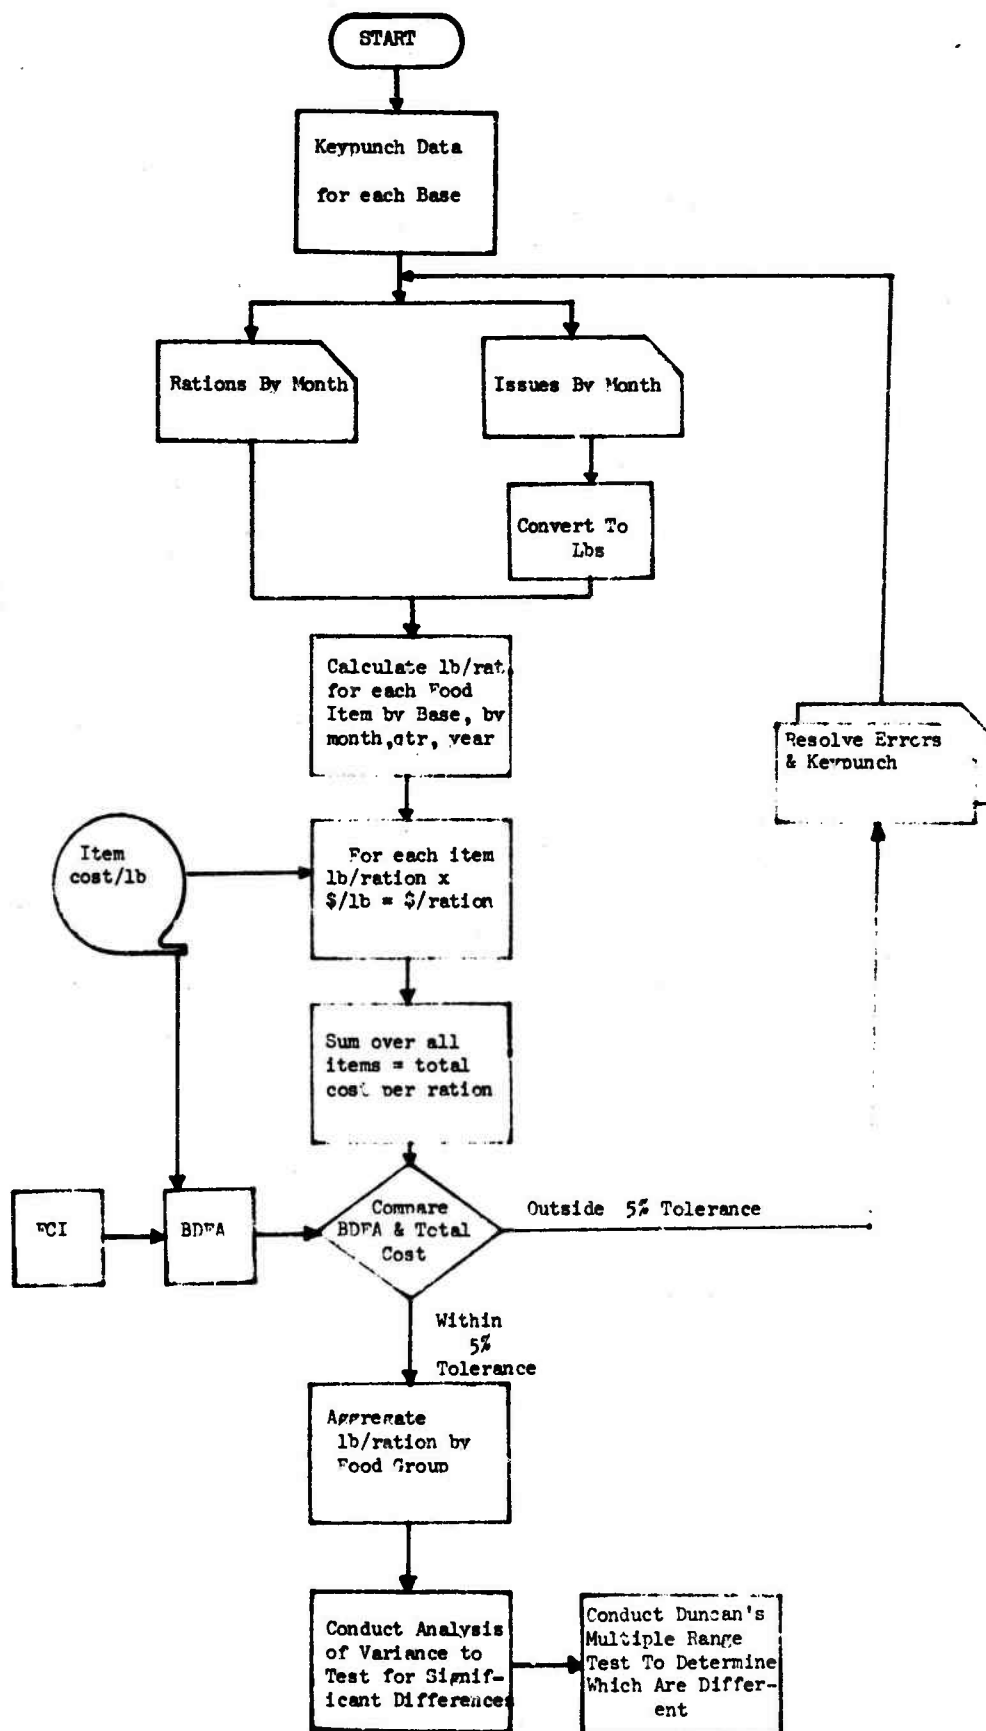 START
Keypunch Data
for each Base
Rations By Month
Issues By Month
Convert To
Lbs
Calculate lb/rat.
for each Food
Item by Base, by
month,qtr, year
Resolve Errors
& Keypunch
Item
cost/lb
For each item
lb/ration x
$/lb = $/ration
Sum over all
items = total
cost per ration
FCI
BDFA
Compare
BDFA & Total
Cost
Outside 5% Tolerance
Within
5%
Tolerance
Aggregate
lb/ration by
Food Group
Conduct Analysis
of Variance to
Test for Signif-
icant Differences
Conduct Duncan's
Multiple Range
Test To Determine
Which Are Differ-
ent